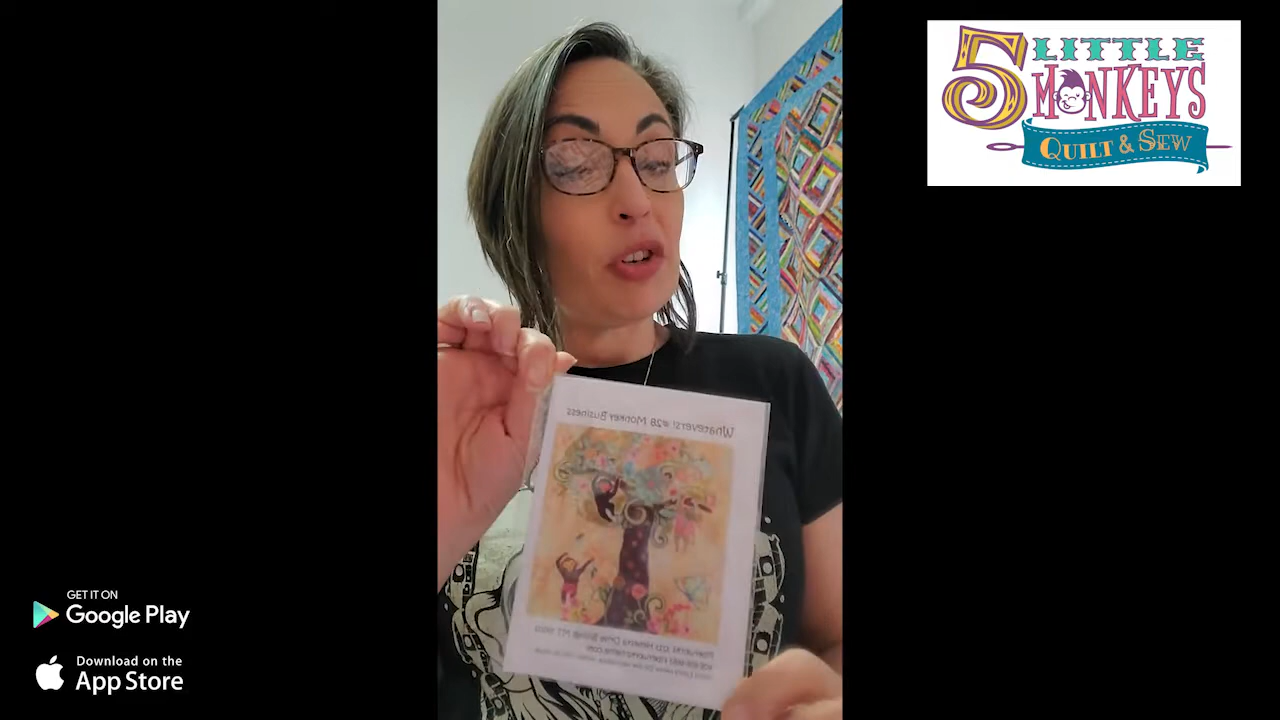 5 LITTLE
MONKEYS
QUILT & SEW
Whatevers! #28 Monkey Business
GET IT ON
Google Play
Download on the
App Store